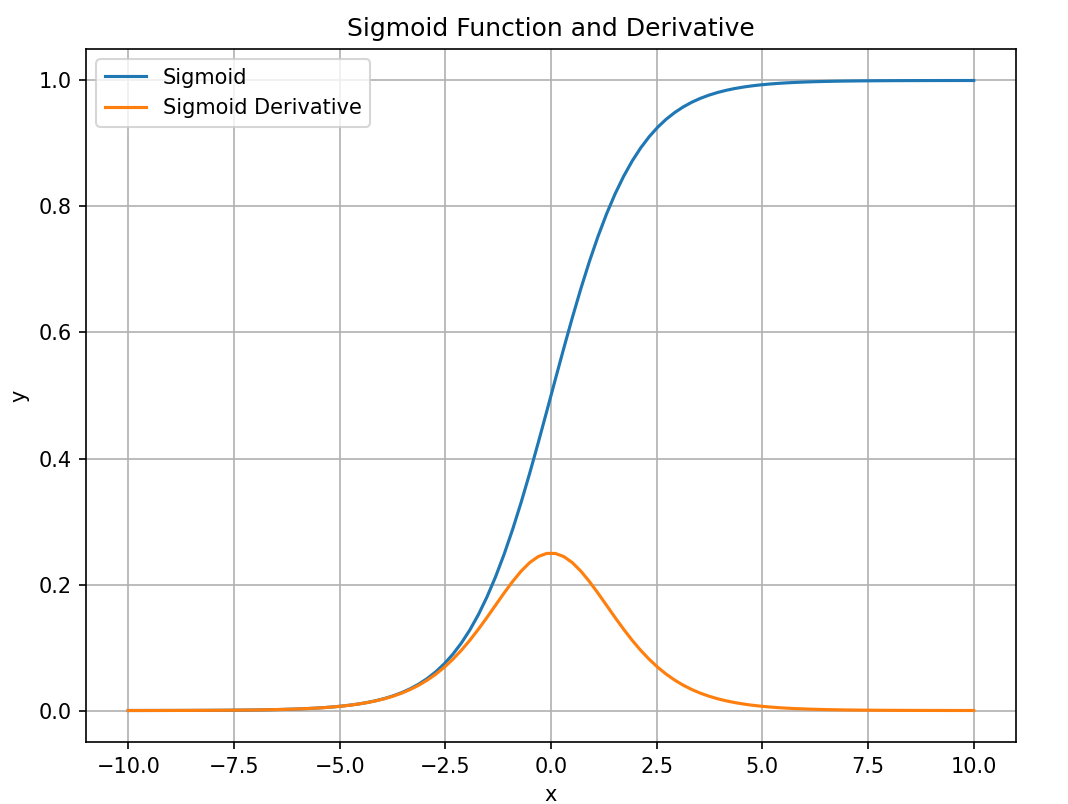 Sigmoid Function and Derivative
Sigmoid
Sigmoid Derivative
1.0
0.8
0.6
0.4
0.2
0.0
y
−10.0 −7.5 −5.0 −2.5 0.0 2.5 5.0 7.5 10.0
x